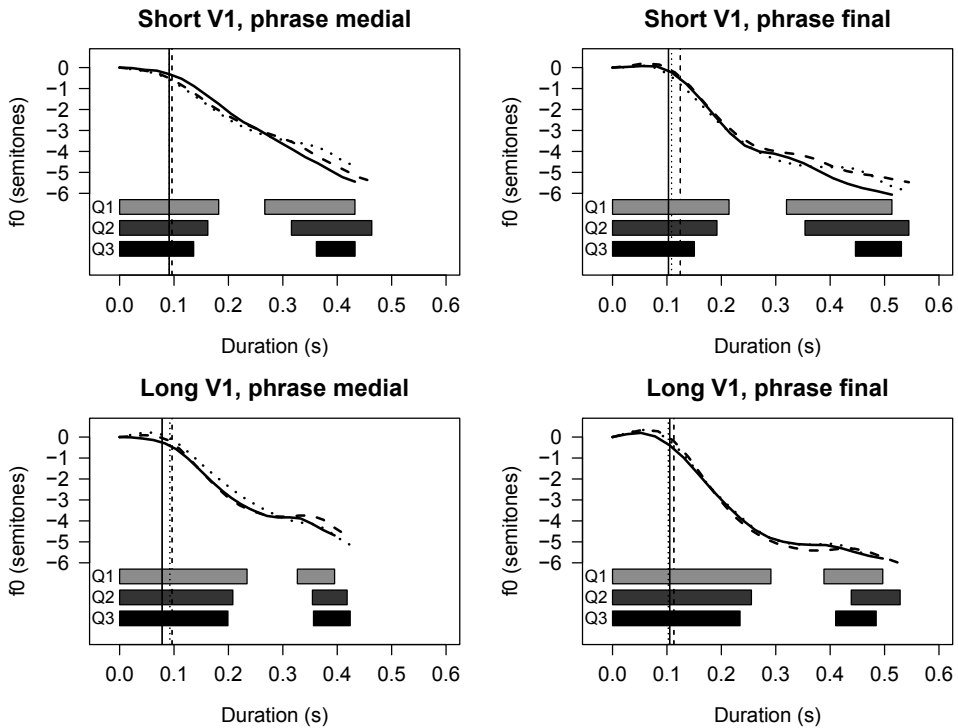 Short V1, phrase medial
f0 (semitones)
0
−1
−2
−3
−4
−5
−6
Q1
Q2
Q3
0.0 0.1 0.2 0.3 0.4 0.5 0.6
Duration (s)
Short V1, phrase final
f0 (semitones)
0
−1
−2
−3
−4
−5
−6
Q1
Q2
Q3
0.0 0.1 0.2 0.3 0.4 0.5 0.6
Duration (s)
Long V1, phrase medial
f0 (semitones)
0
−1
−2
−3
−4
−5
−6
Q1
Q2
Q3
0.0 0.1 0.2 0.3 0.4 0.5 0.6
Duration (s)
Long V1, phrase final
f0 (semitones)
0
−1
−2
−3
−4
−5
−6
Q1
Q2
Q3
0.0 0.1 0.2 0.3 0.4 0.5 0.6
Duration (s)